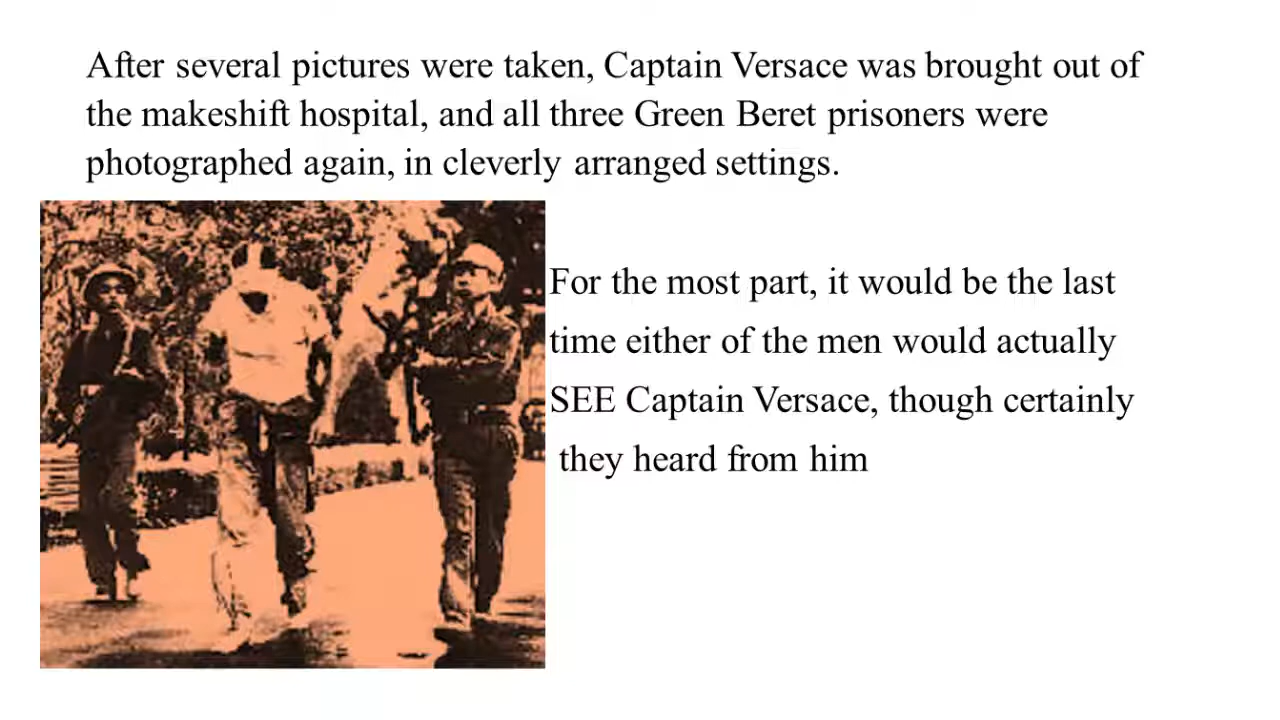 After several pictures were taken, Captain Versace was brought out of
the makeshift hospital, and all three Green Beret prisoners were
photographed again, in cleverly arranged settings.
For the most part, it would be the last
time either of the men would actually
SEE Captain Versace, though certainly
they heard from him